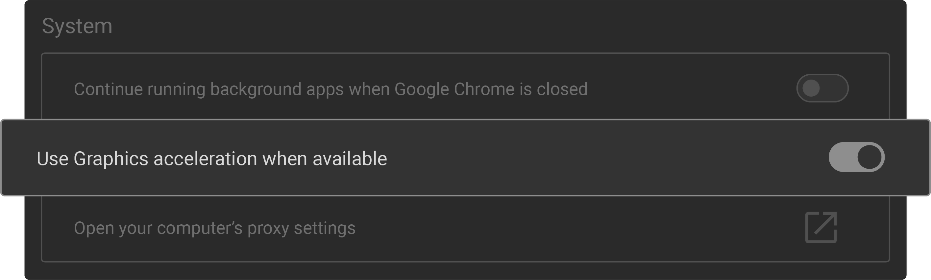 System
Continue running background apps when Google Chrome is closed
Use Graphics acceleration when available
Open your computer’s proxy settings